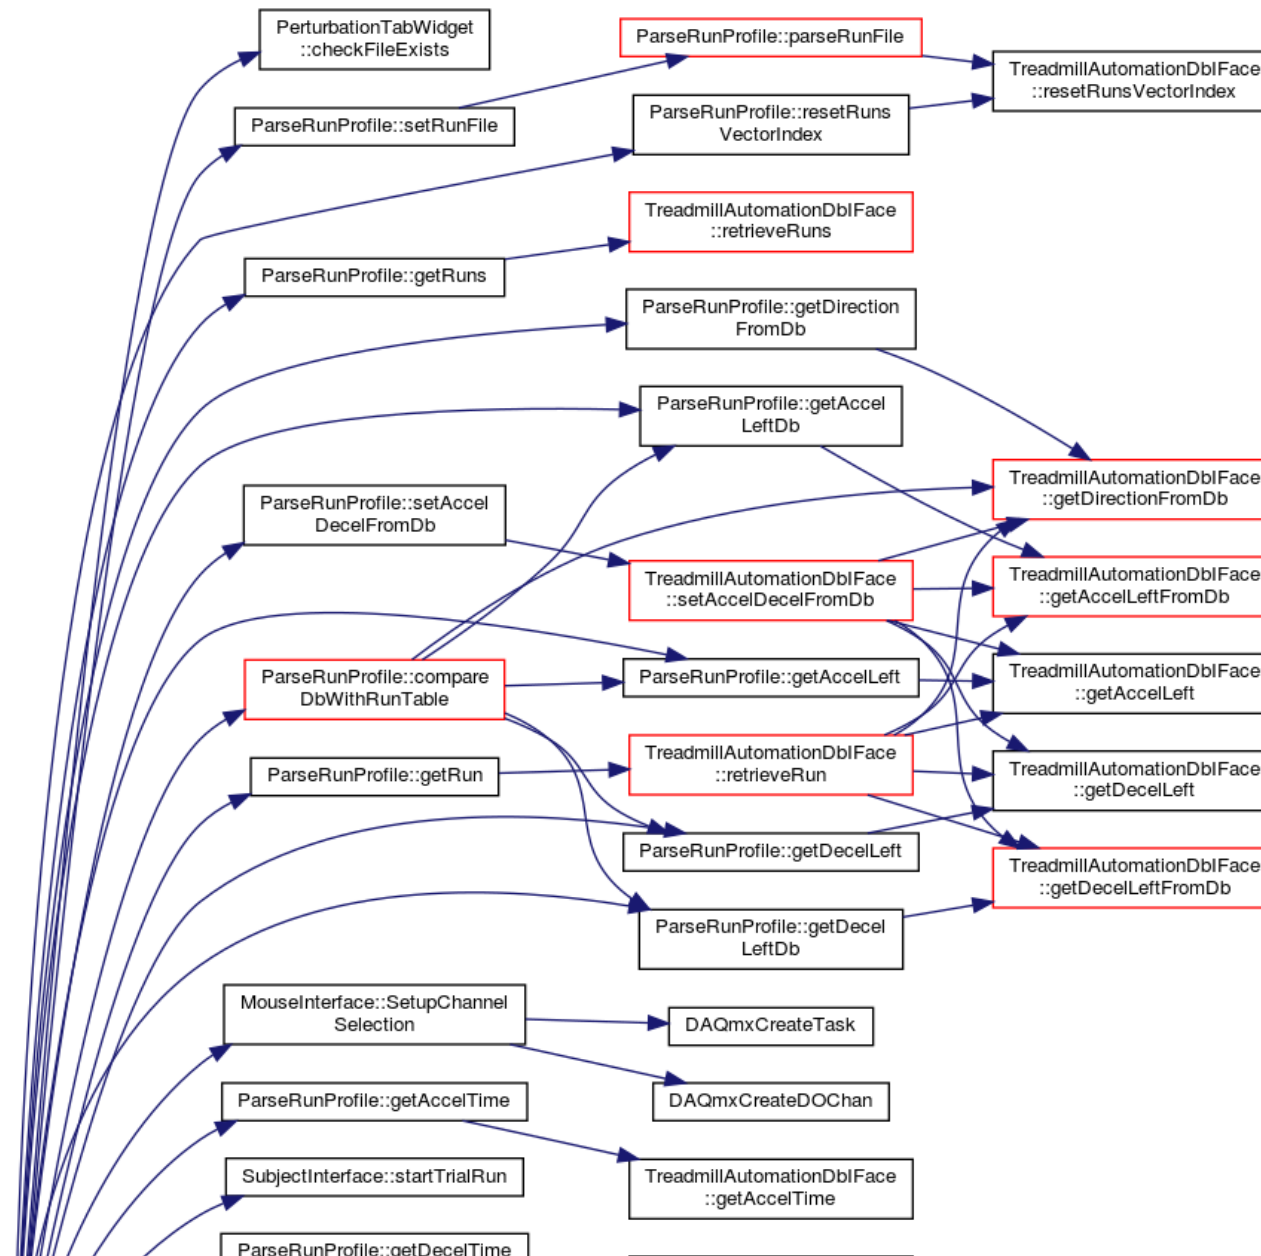 PerturbationTabWidget
::checkFileExists
ParseRunProfile::parseRunFile
TreadmillAutomationDbIFace
::resetRunsVectorIndex
ParseRunProfile::setRunFile
ParseRunProfile::resetRuns
VectorIndex
TreadmillAutomationDbIFace
::retrieveRuns
ParseRunProfile::getRuns
ParseRunProfile::getDirection
FromDb
ParseRunProfile::getAccel
LeftDb
TreadmillAutomationDbIFace
::getDirectionFromDb
ParseRunProfile::setAccel
DecelFromDb
TreadmillAutomationDbIFace
::setAccelDecelFromDb
TreadmillAutomationDbIFace
::getAccelLeftFromDb
ParseRunProfile::compare
DbWithRunTable
ParseRunProfile::getAccelLeft
TreadmillAutomationDbIFace
::getAccelLeft
ParseRunProfile::getRun
TreadmillAutomationDbIFace
::retrieveRun
TreadmillAutomationDbIFace
::getDecelLeft
ParseRunProfile::getDecelLeft
TreadmillAutomationDbIFace
::getDecelLeftFromDb
ParseRunProfile::getDecel
LeftDb
MouseInterface::SetupChannel
Selection
DAQmxCreateTask
DAQmxCreateDOChan
ParseRunProfile::getAccelTime
TreadmillAutomationDbIFace
::getAccelTime
SubjectInterface::startTrialRun
ParseRunProfile::getDecelTime